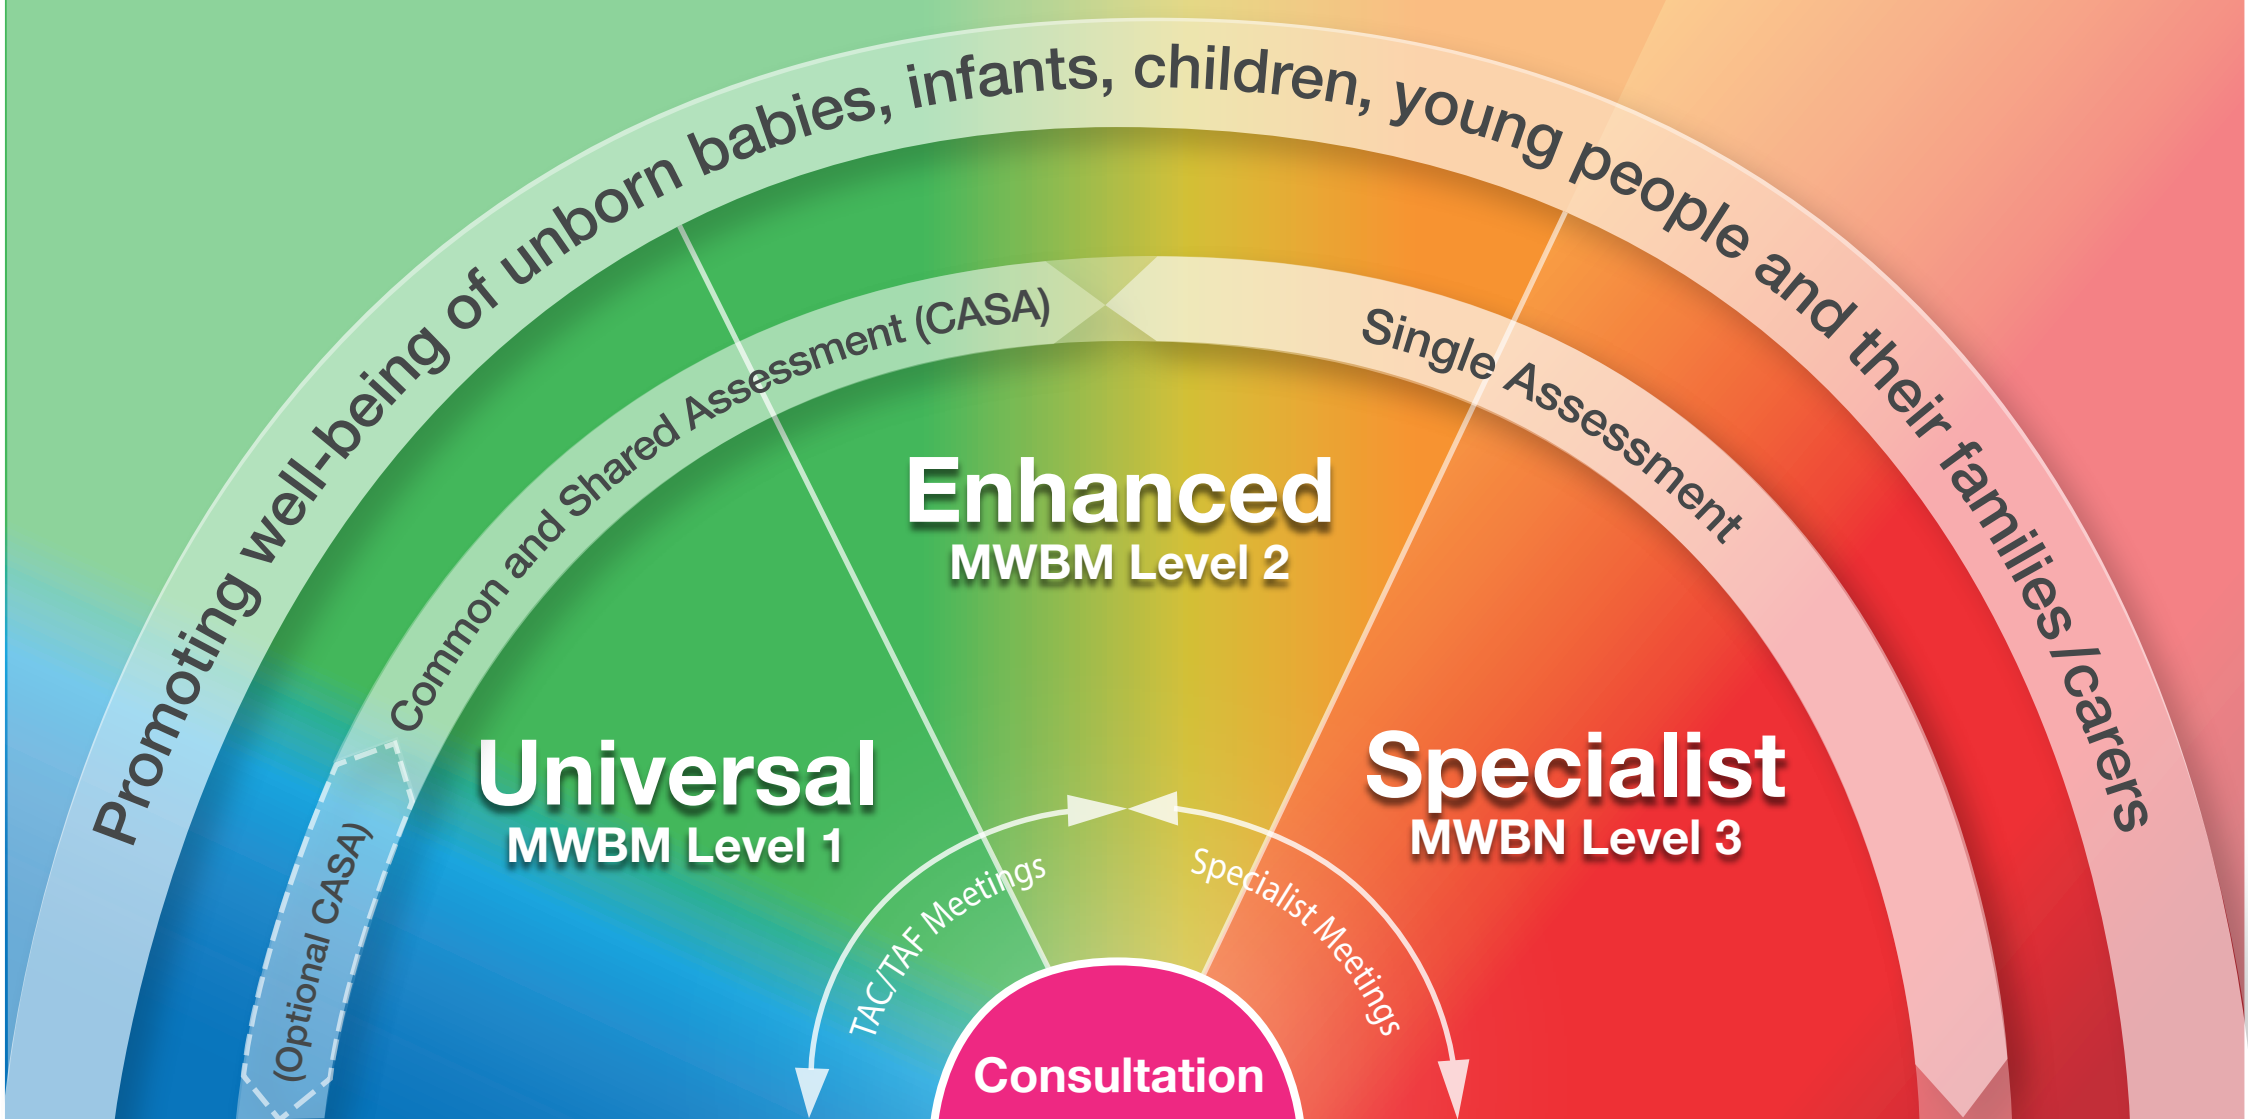 Promoting well-being of unborn babies, infants, children, young people and their families /carers
Common and Shared Assessment (CASA)
Single Assessment
(Optional CASA)
Enhanced
MWBM Level 2
Universal
MWBM Level 1
Specialist
MWBN Level 3
TAC/TAF Meetings
Specialist Meetings
Consultation